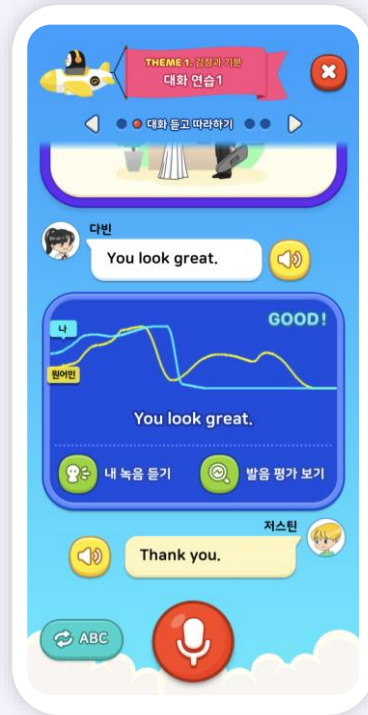 THEME 1. 감정과 기분
대화 연습1
대화 듣고 따라하기
다빈
You look great.
GOOD!
나
원어민
You look great.
내 녹음 듣기
발음 평가 보기
저스틴
Thank you.
ABC